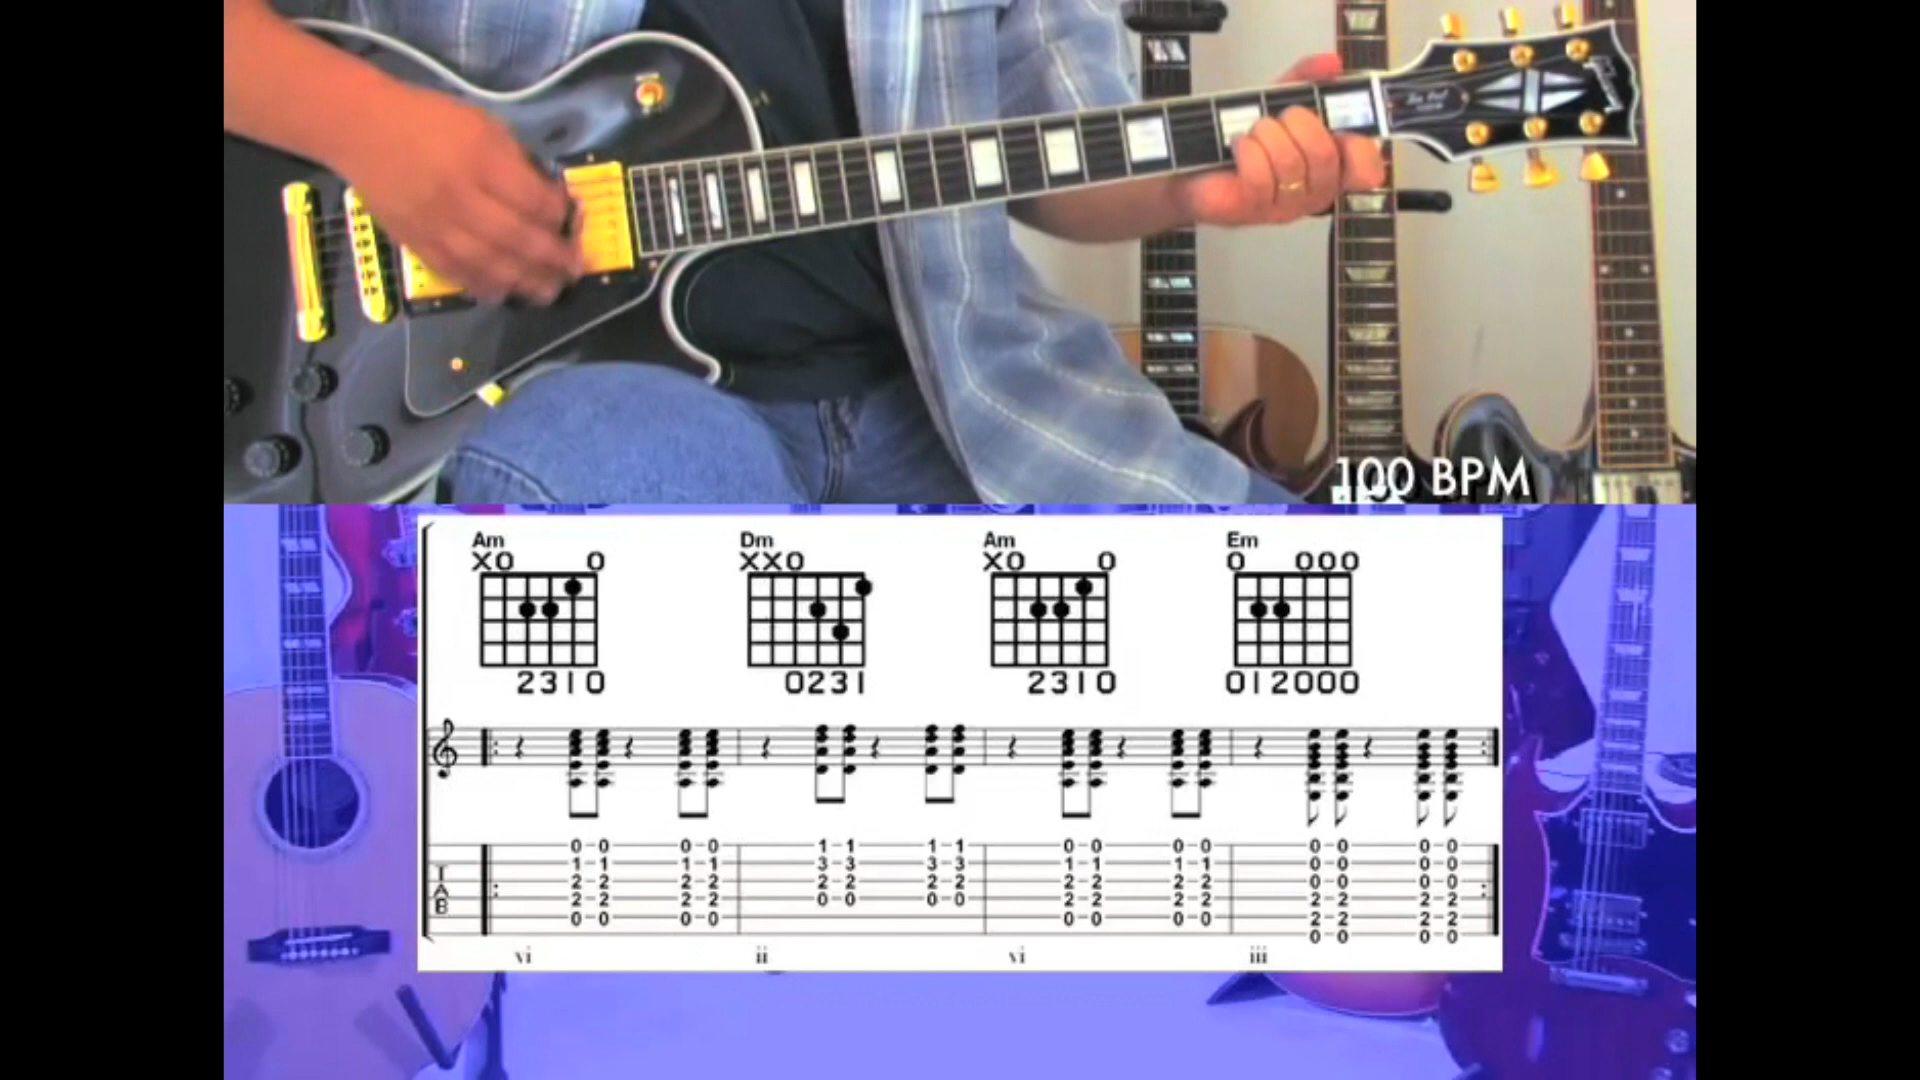 Gibson
100 BPM
Am Dm Am Em
XO O XXO XO O O OOO
2310 0231 2310 012000
0 0 0 0 1 1 1 1 0 0 0 0 0 0 0 0
1 1 1 1 3 3 3 3 1 1 1 1 0 0 0 0
T 2 2 2 2 2 2 2 2 2 2 2 2 0 0 0 0
A 2 2 2 2 0 0 0 0 2 2 2 2 2 2 2 2
B 0 0 0 0 0 0 0 0 2 2 2 2
0 0 0 0
vi ii vi iii